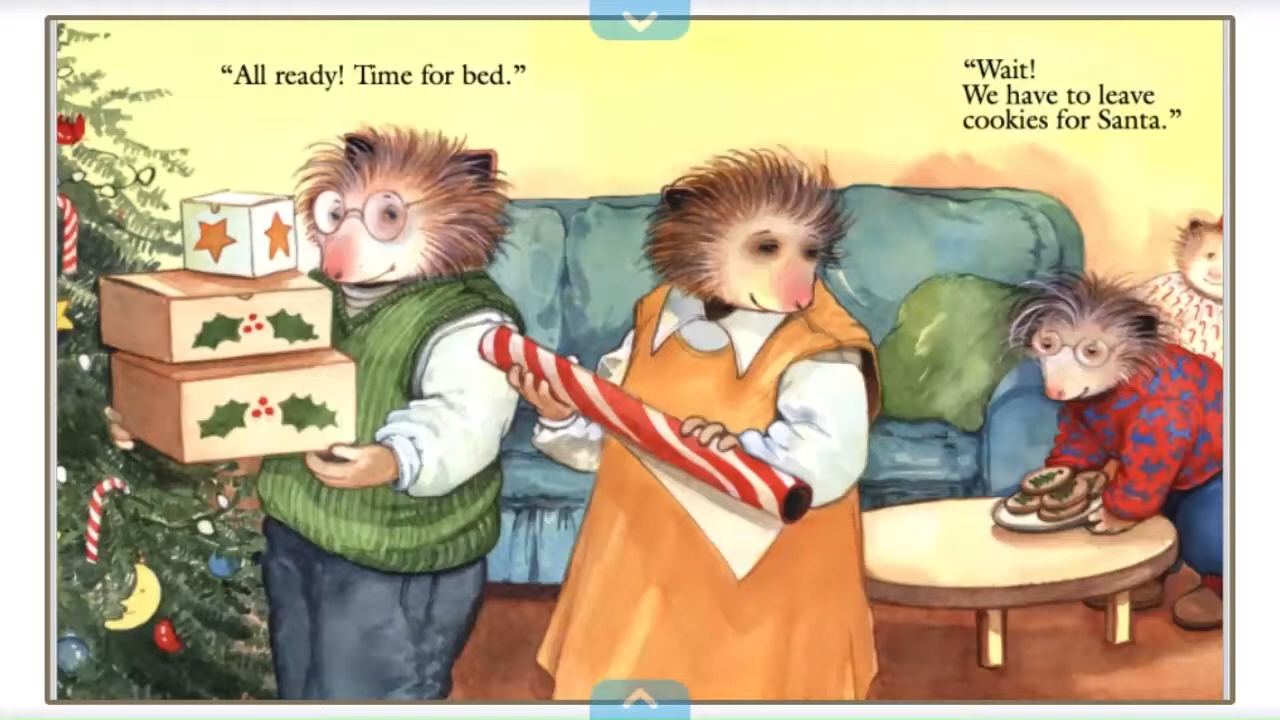 “All ready! Time for bed.”
“Wait!
We have to leave
cookies for Santa.”